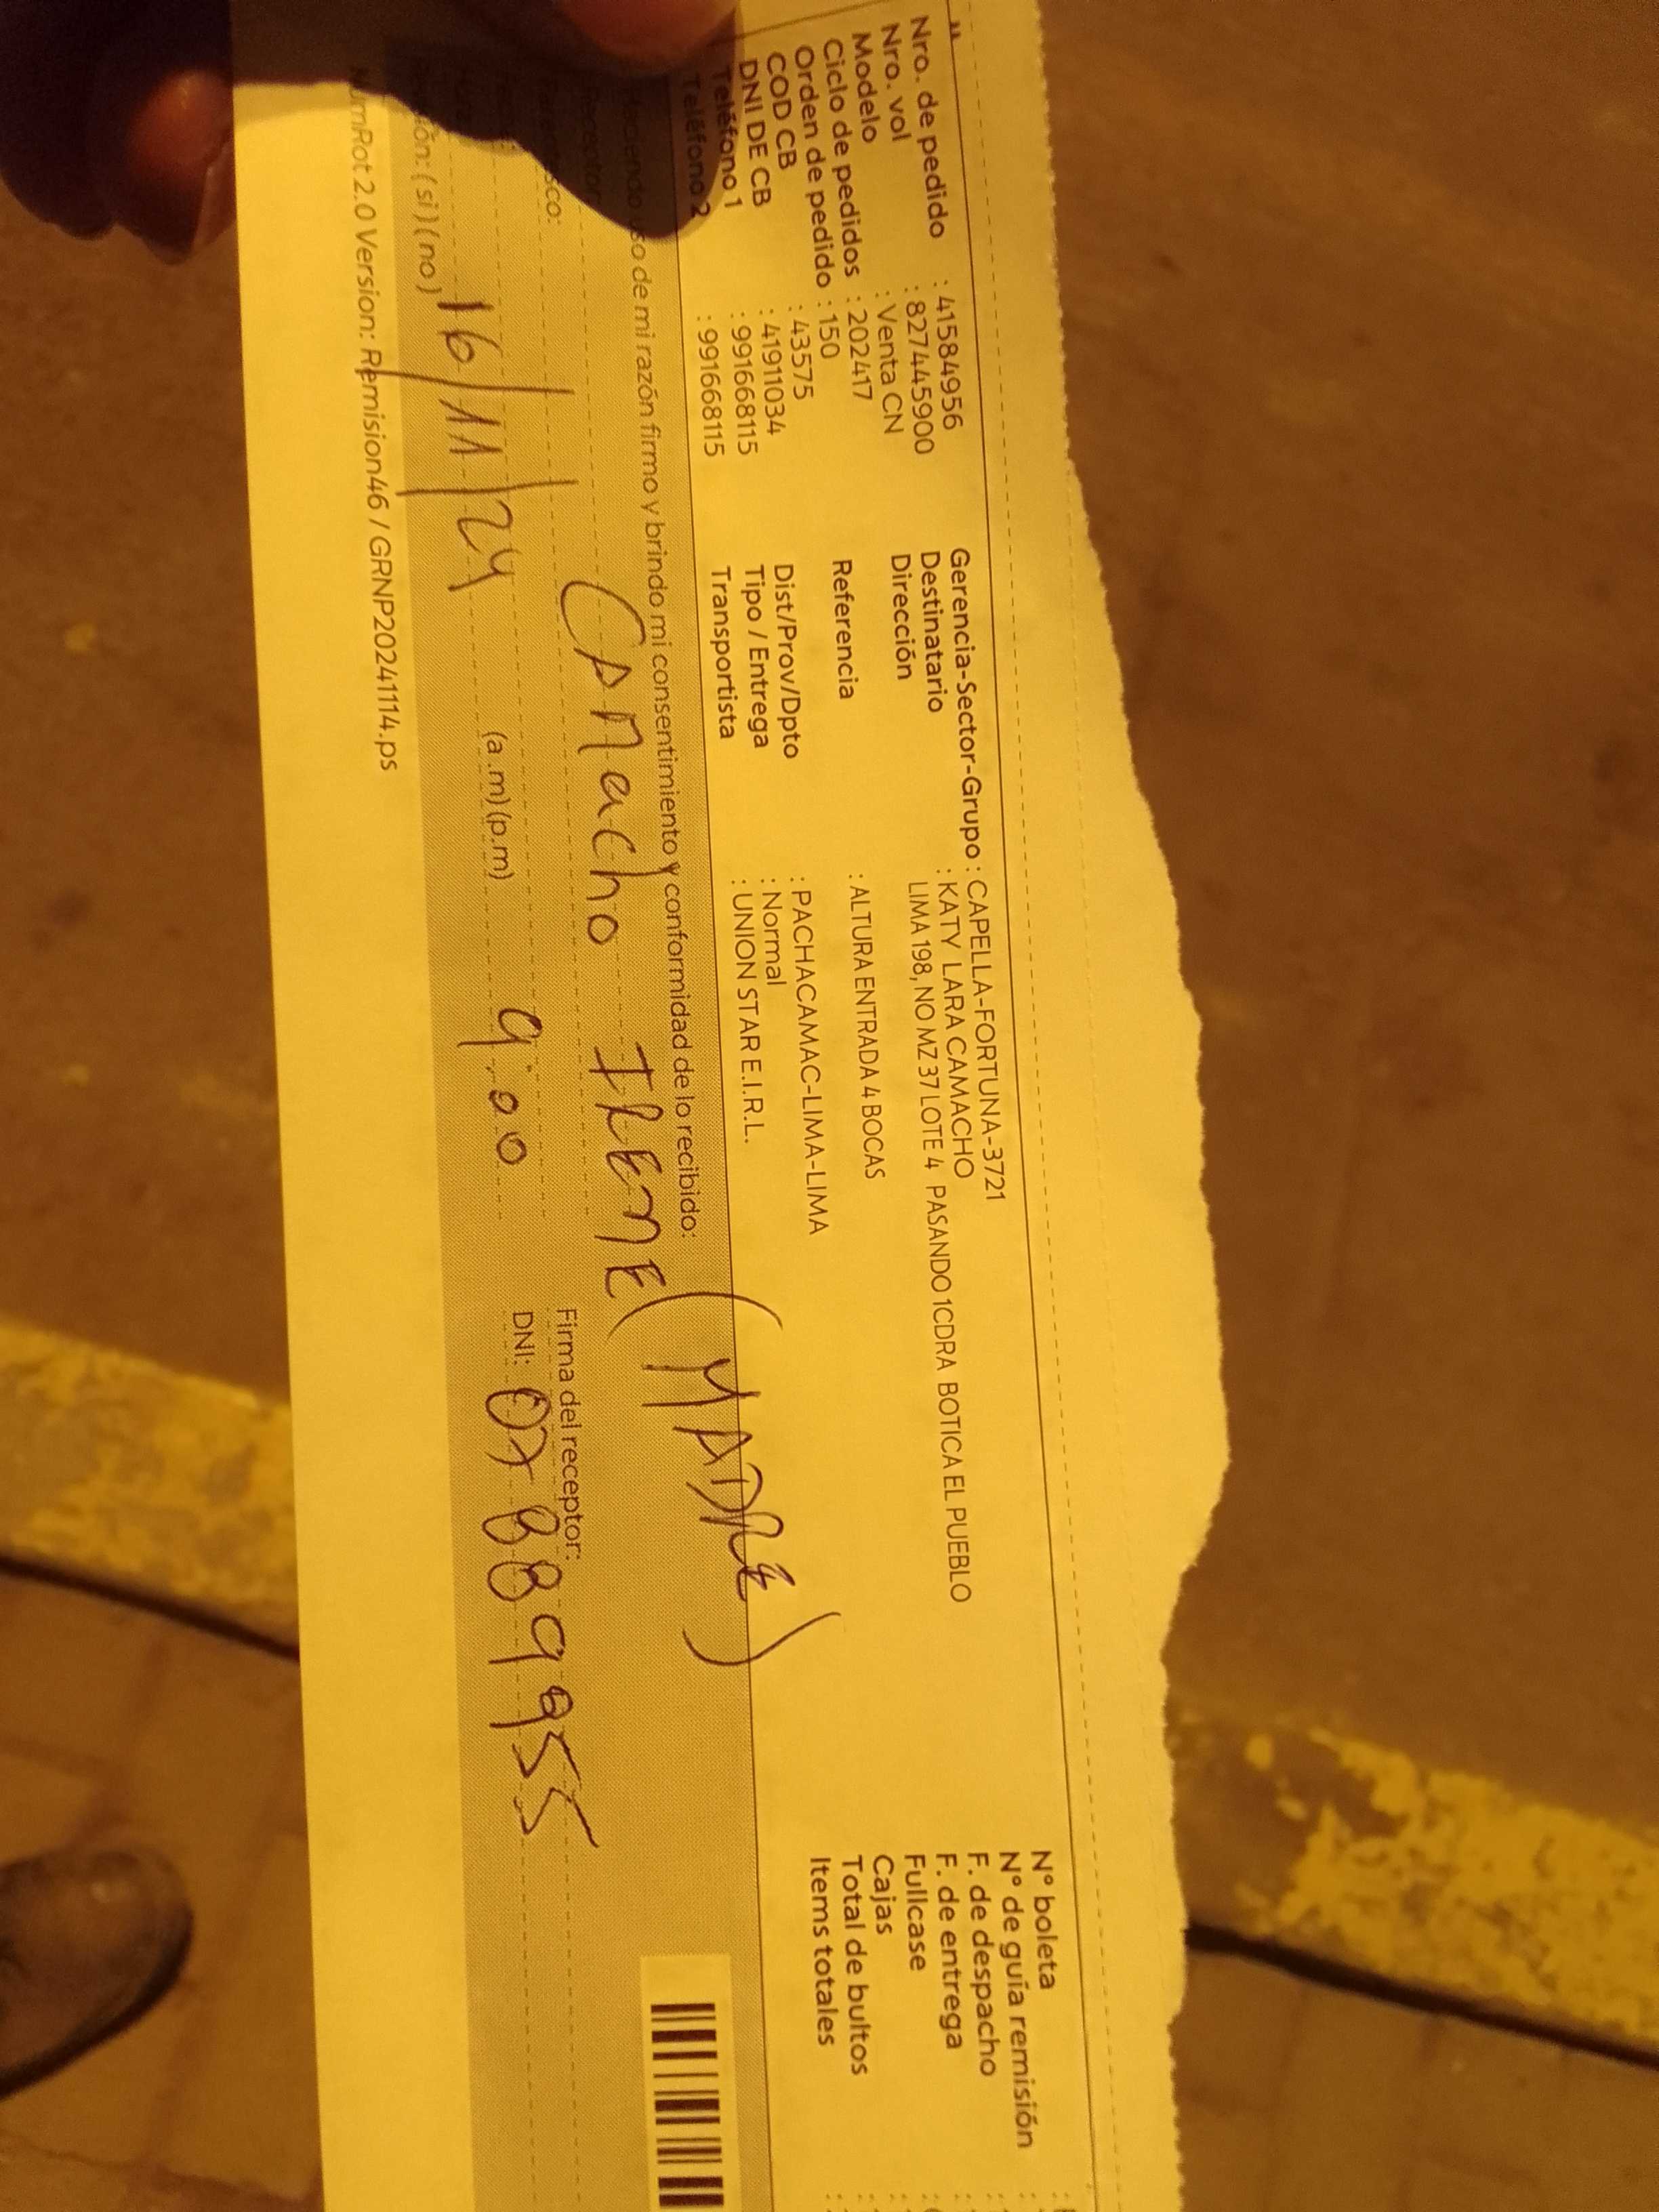 Nro. de pedido : 41584956
Nro. vol : 827445900
Modelo : Venta CN
Ciclo de pedidos : 202417
Orden de pedido : 150
COD CB : 43575
DNI DE CB : 41911034
Teléfono 1 : 991668115
Teléfono 2 : 991668115
Gerencia-Sector-Grupo : CAPELLA-FORTUNA-3721
Destinatario : KATY LARA CAMACHO
Dirección LIMA 198, NO MZ 37 LOTE 4 PASANDO 1CDRA BOTICA EL PUEBLO
Referencia : ALTURA ENTRADA 4 BOCAS
Dist/Prov/Dpto : PACHACAMAC-LIMA-LIMA
Tipo / Entrega : Normal
Transportista : UNION STAR E.I.R.L.
N° boleta :
N° de guía remisión :
F. de despacho :
F. de entrega :
Fullcase :
Cajas :
Total de bultos :
Items totales :
Haciendo uso de mi razón firmo y brindo mi consentimiento y conformidad de lo recibido:
Camacho IRENE (MADRE)
Firma del receptor:
16/11/24 (a.m) (p.m) 9.00
DNI:
(si) (no)
NumRot 2.0 Version: Remision46 / GRNP20241114.ps